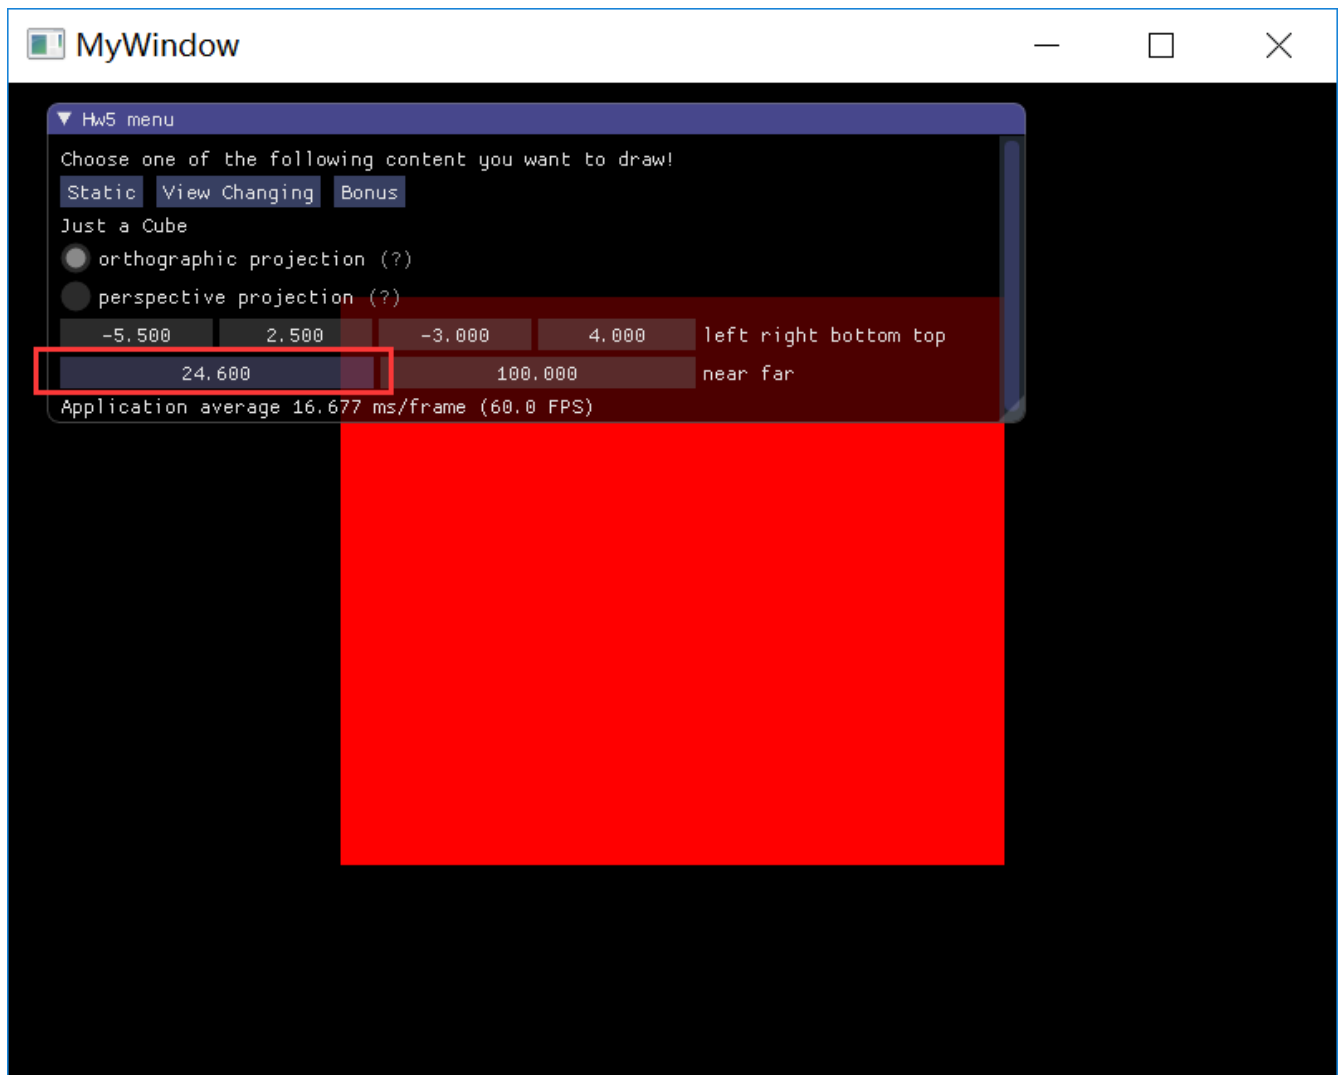 MyWindow
Hw5 menu
Choose one of the following content you want to draw!
Static View Changing Bonus
Just a Cube
orthographic projection (?)
perspective projection (?)
-5.500 2.500 -3.000 4.000 left right bottom top
24.600 100.000 near far
Application average 16.677 ms/frame (60.0 FPS)